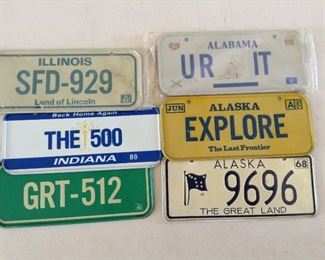 ILLINOIS
SFD-929
Land of Lincoln
Back Home Again
THE 500
INDIANA 89
GRT-512
ALABAMA
UR IT
JUN ALASKA
EXPLORE
The Last Frontier
ALASKA 68
9696
THE GREAT LAND